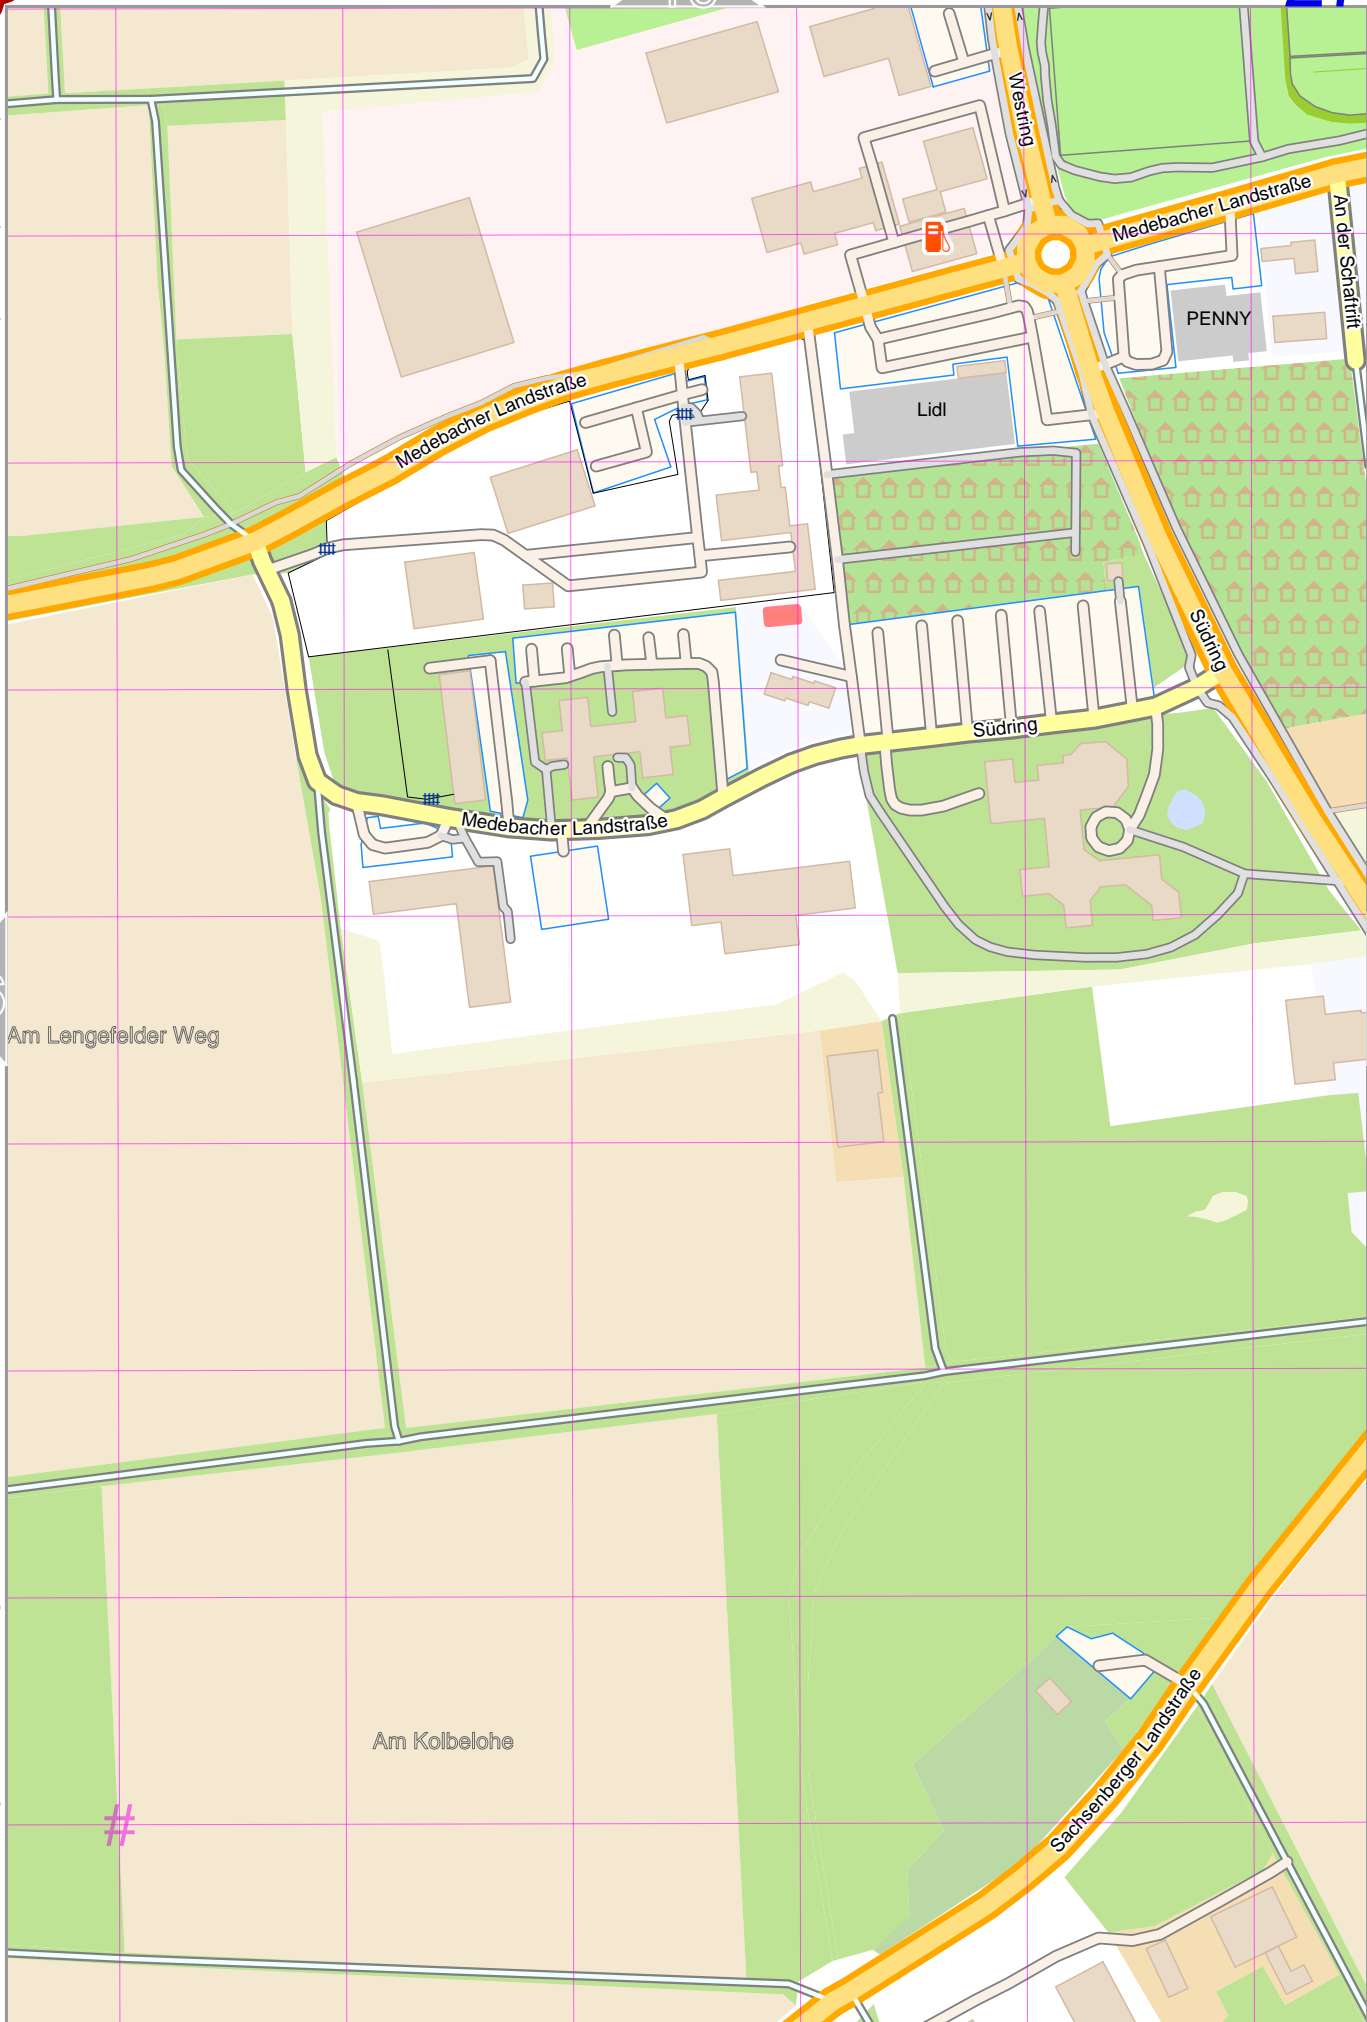 Westring
Medebacher Landstraße
An der Schaftrift
PENNY
Medebacher Landstraße
Lidl
Südring
Südring
Medebacher Landstraße
Am Lengefelder Weg
Sachsenberger Landstraße
Am Kolbelohe
#